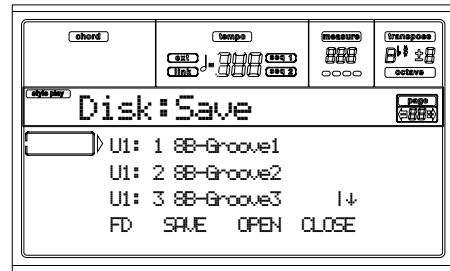 chord tempo measure transpose
ext seq 1
link seq 2
octave
style play Disk:Save page
U1: 1 8B-Groove1
U1: 2 8B-Groove2
U1: 3 8B-Groove3
FD SAVE OPEN CLOSE